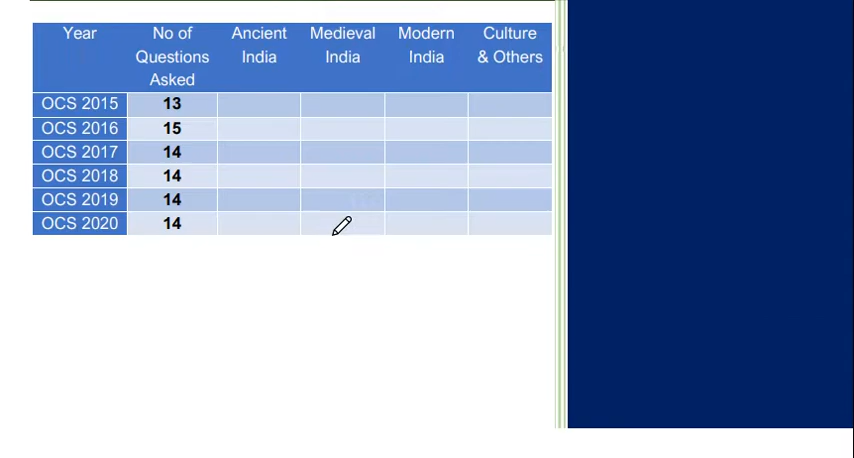 Year No of Ancient Medieval Modern Culture
Questions India India India & Others
Asked
OCS 2015 13
OCS 2016 15
OCS 2017 14
OCS 2018 14
OCS 2019 14
OCS 2020 14